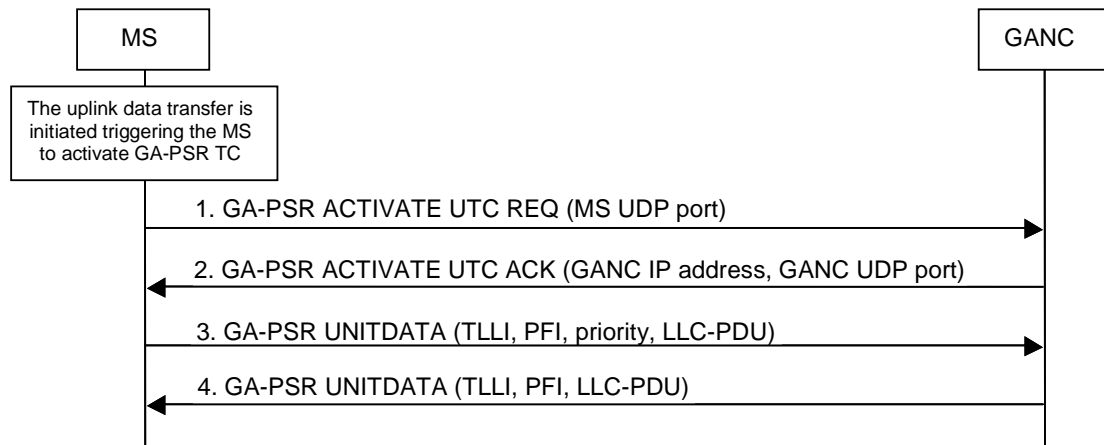 MS
GANC
The uplink data transfer is
initiated triggering the MS
to activate GA-PSR TC
1. GA-PSR ACTIVATE UTC REQ (MS UDP port)
2. GA-PSR ACTIVATE UTC ACK (GANC IP address, GANC UDP port)
3. GA-PSR UNITDATA (TLLI, PFI, priority, LLC-PDU)
4. GA-PSR UNITDATA (TLLI, PFI, LLC-PDU)